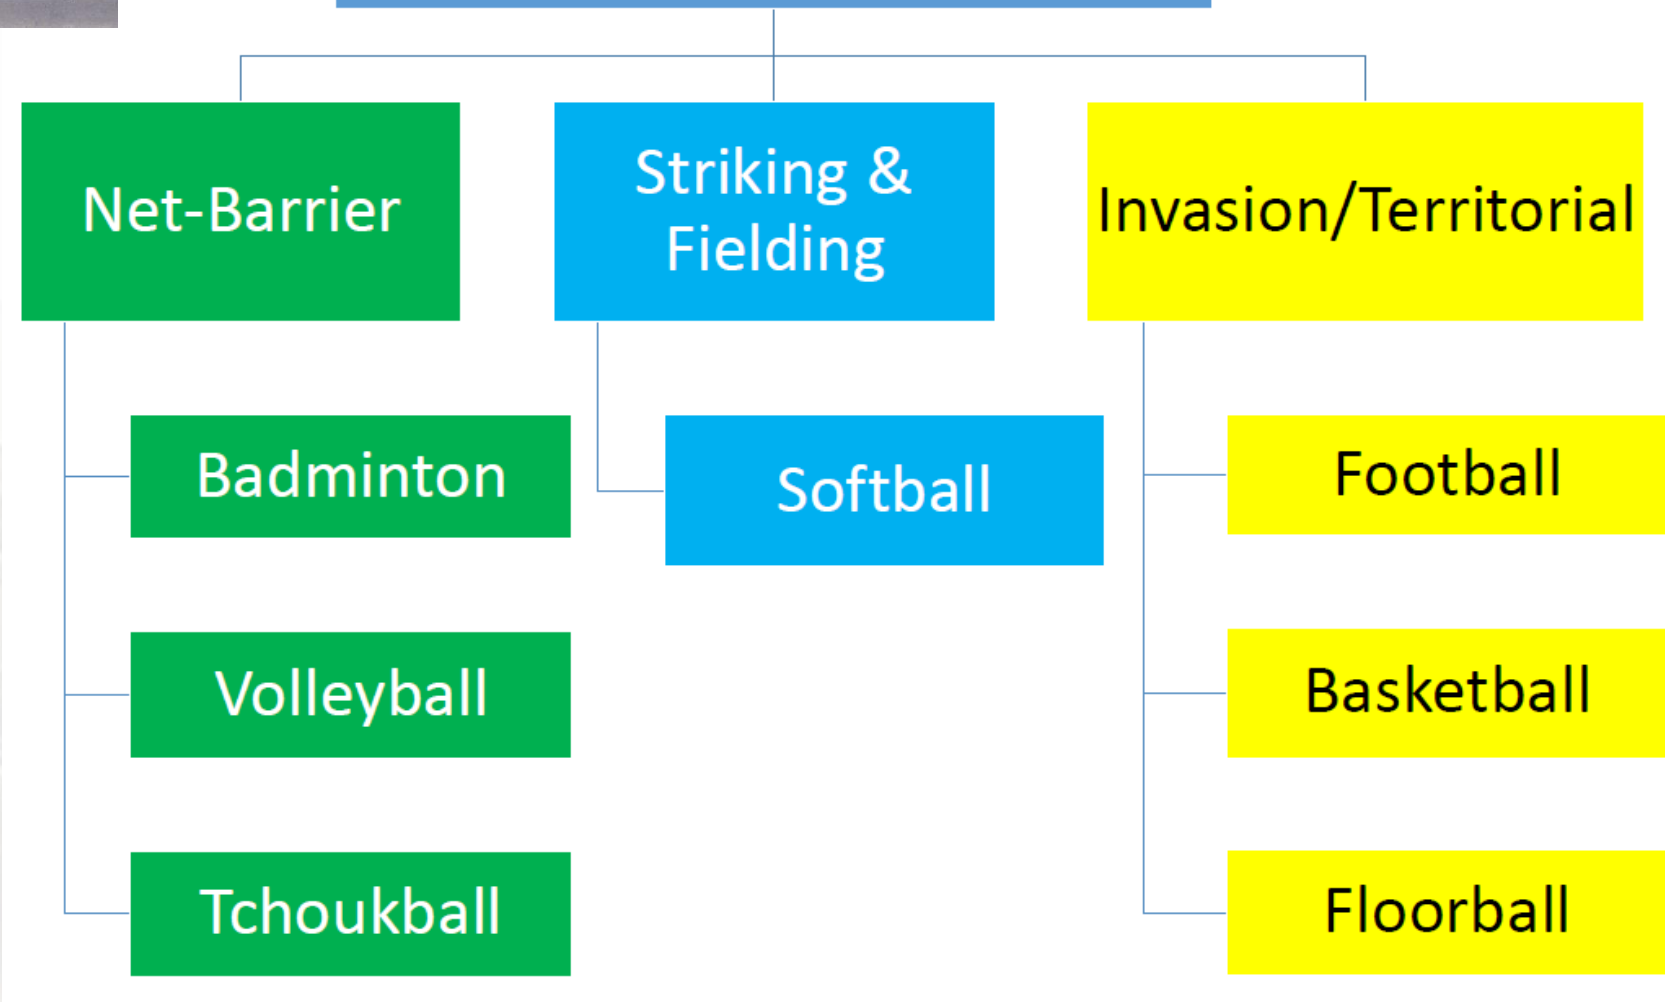 Net-Barrier
Striking &
Fielding
Invasion/Territorial
Badminton
Softball
Football
Volleyball
Basketball
Tchoukball
Floorball